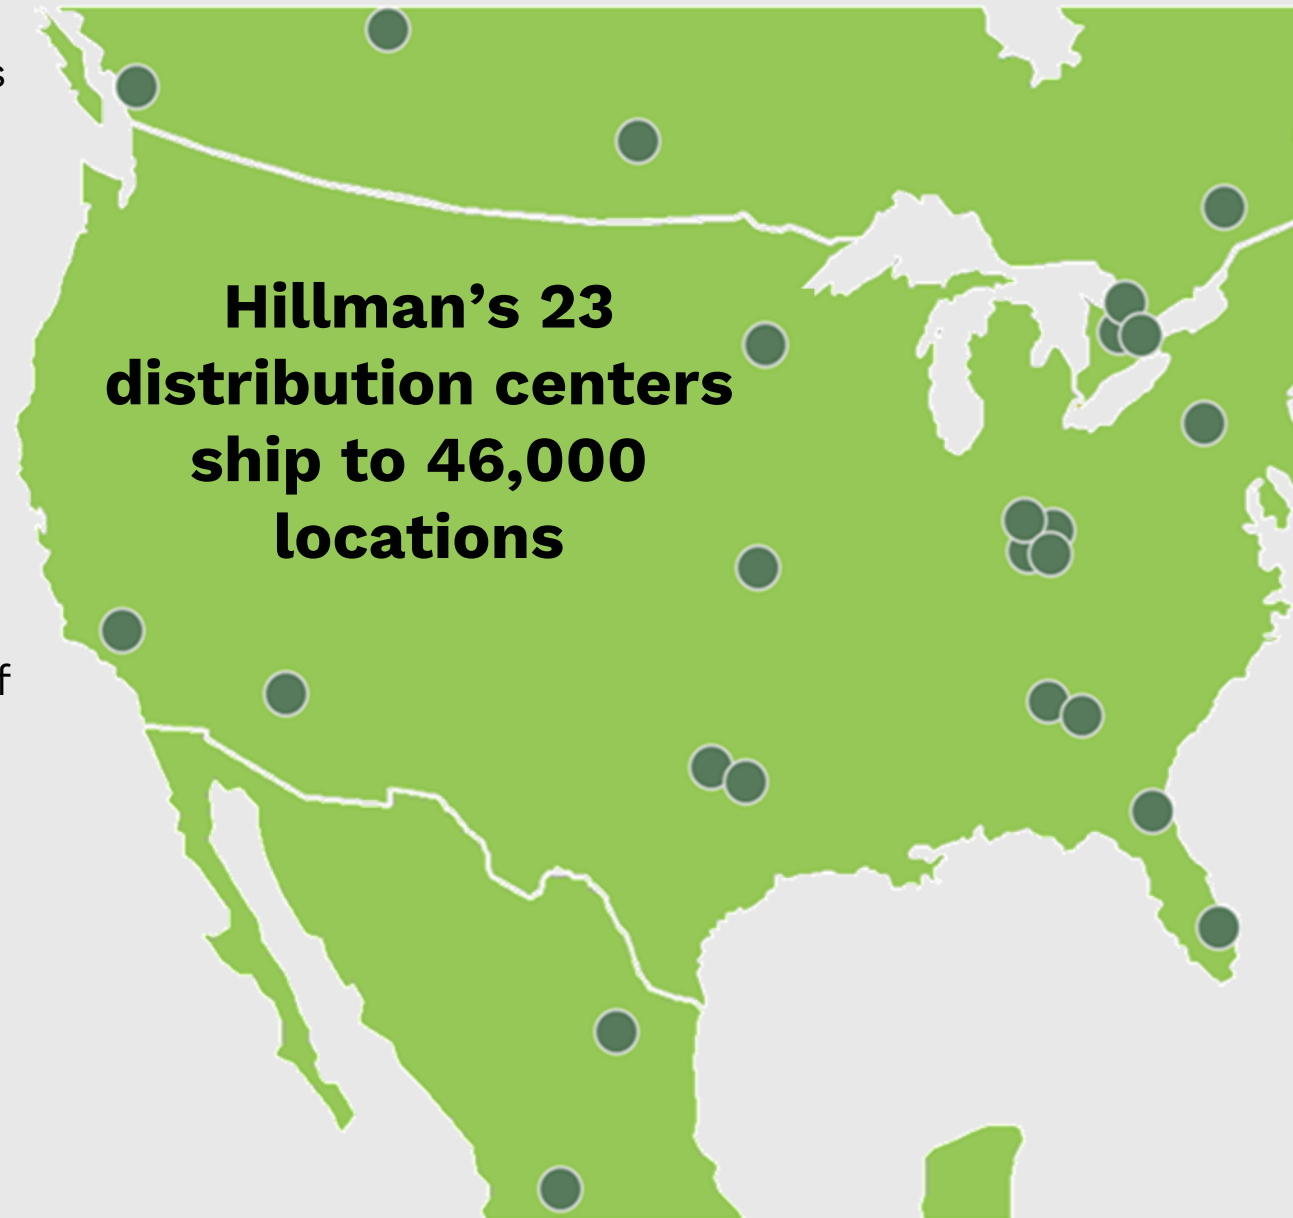 s
Hillman’s 23
distribution centers
ship to 46,000
locations
f